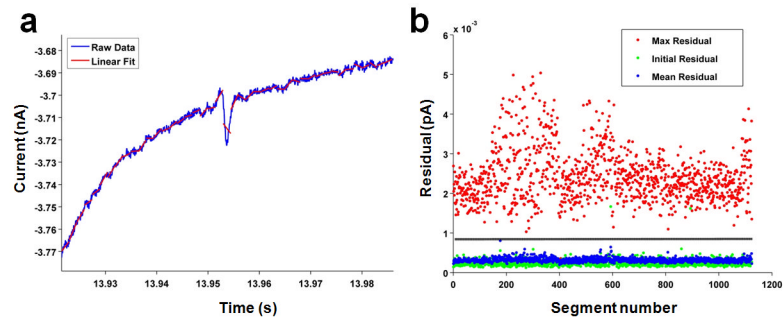 a
Raw Data
Linear Fit
-3.68
-3.69
-3.7
-3.71
-3.72
-3.73
-3.74
-3.75
-3.76
-3.77
Current (nA)
13.93 13.94 13.95 13.96 13.97 13.98
Time (s)
b
x 10⁻³
Max Residual
Initial Residual
Mean Residual
6
5
4
3
2
1
0
Residual (pA)
0 200 400 600 800 1000 1200
Segment number